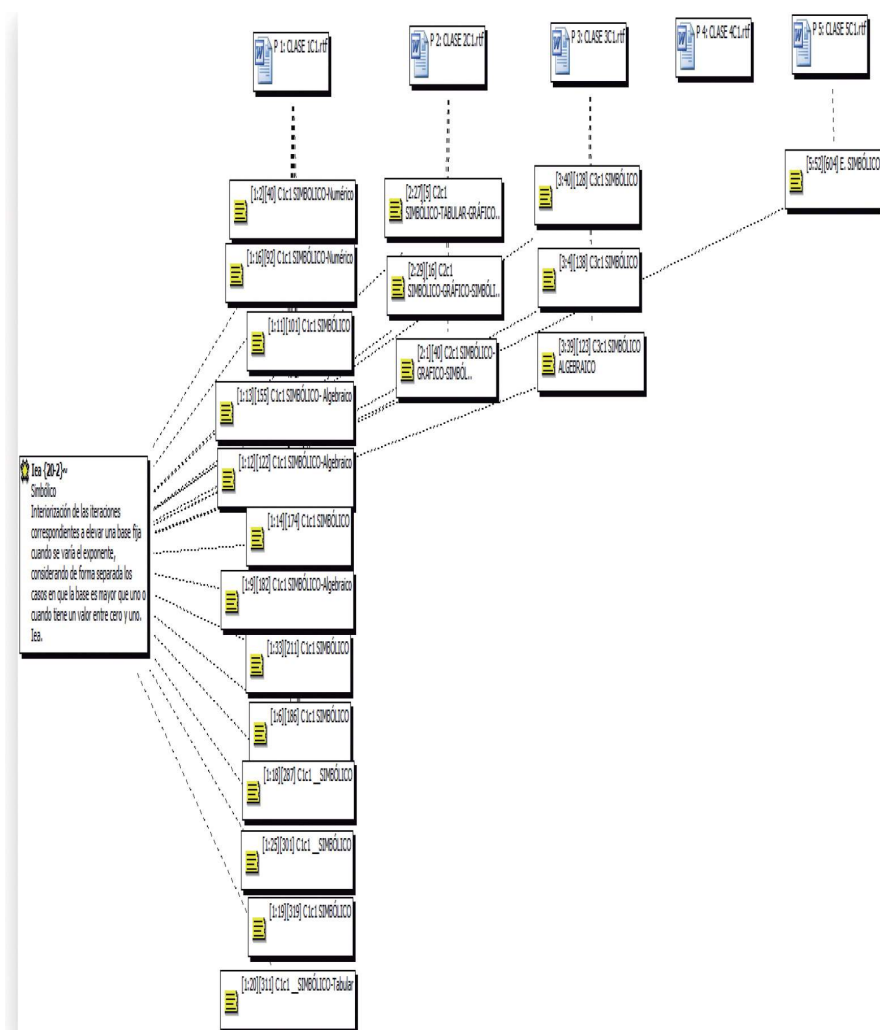 P 1: CLASE 1C1.rtf
P 2: CLASE 2C1.rtf
P 3: CLASE 3C1.rtf
P 4: CLASE 4C1.rtf
P 5: CLASE 5C1.rtf
[1:2][40] C1c1 SIMBÓLICO-Numérico
[1:16][92] C1c1 SIMBÓLICO-Numérico
[1:11][101] C1c1 SIMBÓLICO
[1:13][155] C1c1 SIMBÓLICO- Algebraico
[1:12][122] C1c1 SIMBÓLICO-Algebraico
[1:14][174] C1c1 SIMBÓLICO
[1:9][182] C1c1 SIMBÓLICO-Algebraico
[1:33][211] C1c1 SIMBÓLICO
[1:6][186] C1c1 SIMBÓLICO
[1:18][287] C1c1 __SIMBÓLICO
[1:25][301] C1c1 __SIMBÓLICO
[1:19][319] C1c1 SIMBÓLICO
[1:20][311] C1c1 __SIMBÓLICO-Tabular
[2:27][5] C2c1
SIMBÓLICO-TABULAR-GRÁFICO..
[2:29][16] C2c1
SIMBÓLICO-GRÁFICO-SIMBÓLI..
[2:1][40] C2c1 SIMBÓLICO-
GRÁFICO-SIMBÓL..
[3:40][128] C3c1 SIMBÓLICO
[3:4][138] C3c1 SIMBÓLICO
[3:39][123] C3c1 SIMBÓLICO
ALGEBRAICO
[5:52][604] E. SIMBÓLICO
Iea {20-2}~
Simbólico
Interiorización de las iteraciones
correspondientes a elevar una base fija
cuando se varía el exponente,
considerando de forma separada los
casos en que la base es mayor que uno o
cuando tiene un valor entre cero y uno.
Iea.